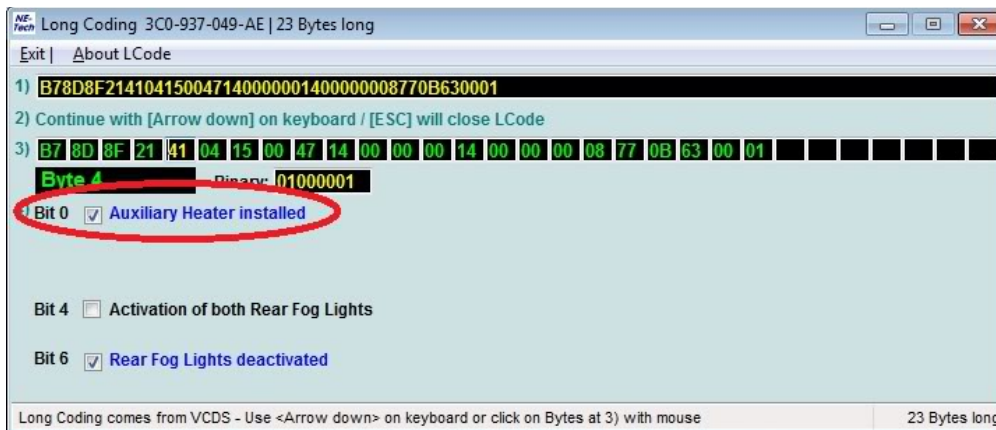 NE-Tech Long Coding 3C0-937-049-AE | 23 Bytes long
Exit | About LCode
1) B78D8F214104150047140000001400000008770B630001
2) Continue with [Arrow down] on keyboard / [ESC] will close LCode
3) B7 8D 8F 21 41 04 15 00 47 14 00 00 00 14 00 00 00 08 77 0B 63 00 01
Byte 4 Binary: 01000001
Bit 0 Auxiliary Heater installed
Bit 4 Activation of both Rear Fog Lights
Bit 6 Rear Fog Lights deactivated
Long Coding comes from VCDS - Use <Arrow down> on keyboard or click on Bytes at 3) with mouse 23 Bytes long